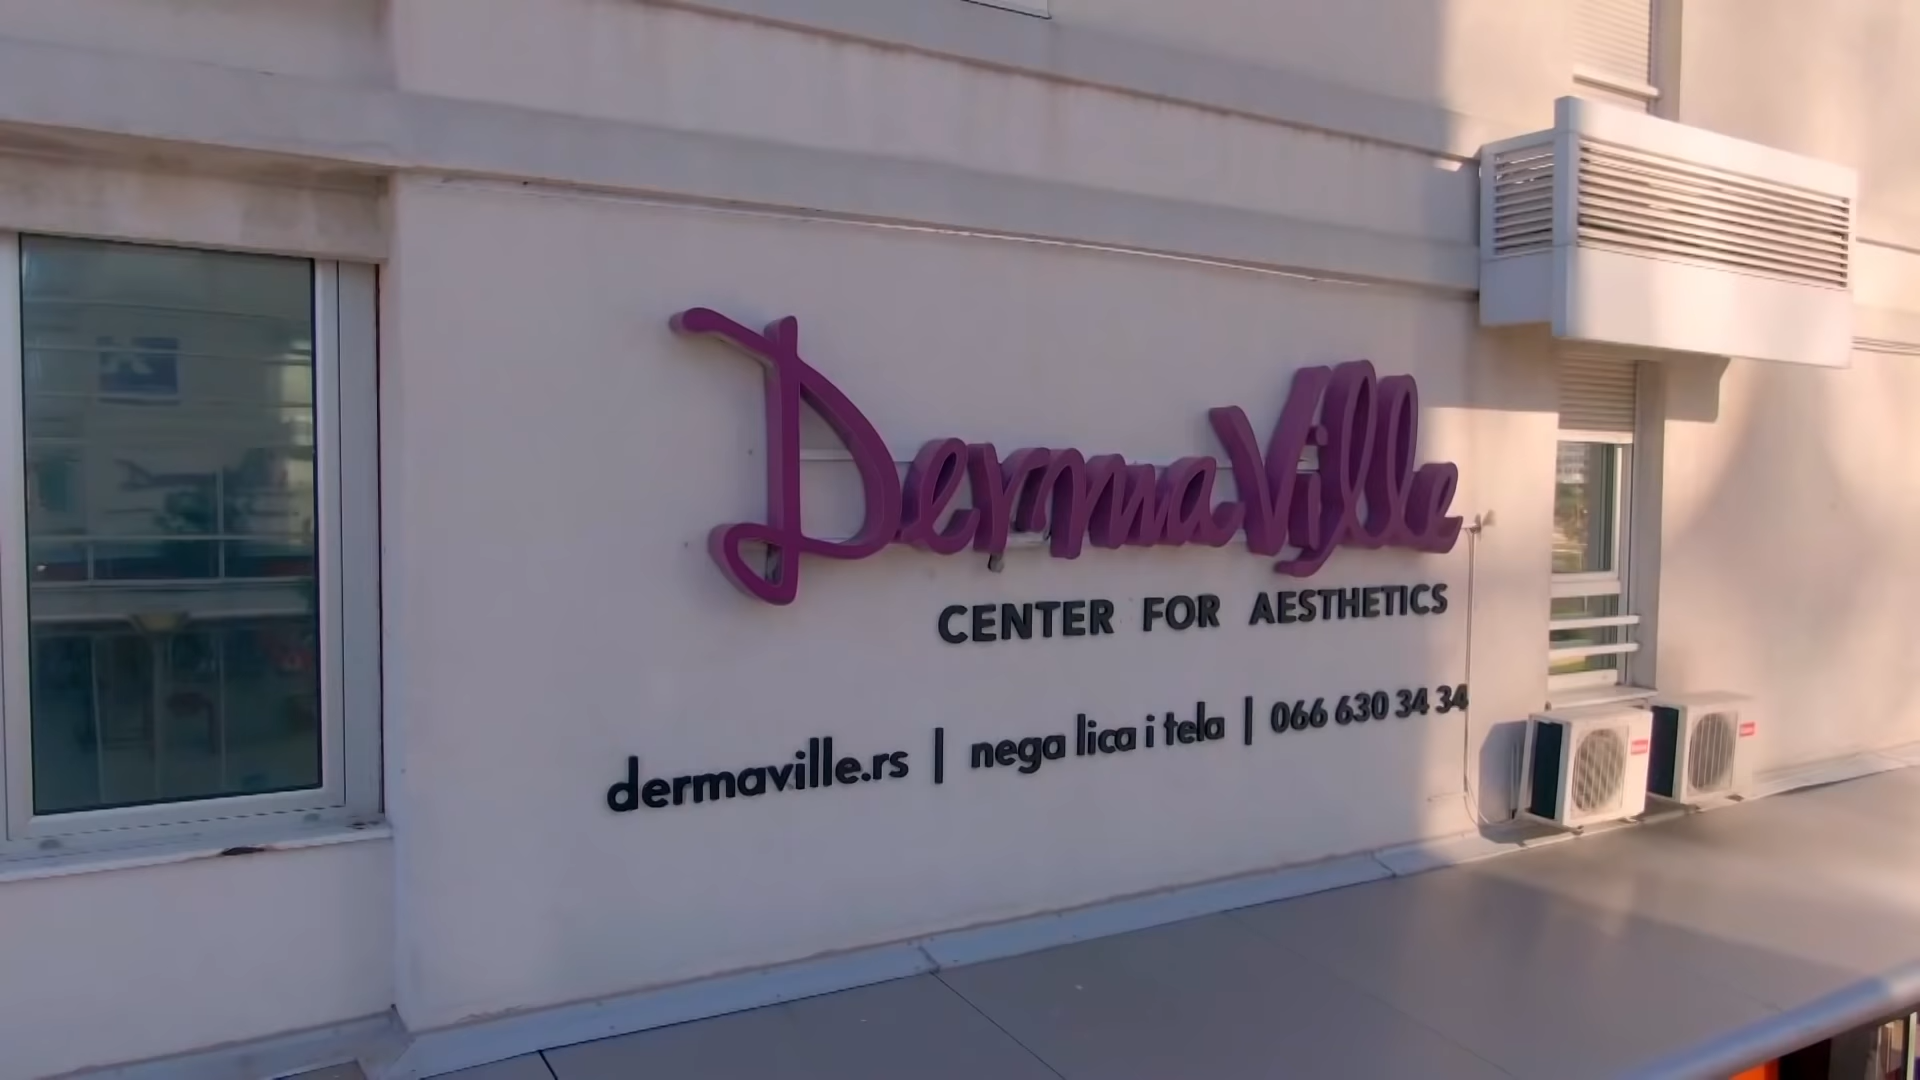 DermaVille
CENTER FOR AESTHETICS
dermaville.rs | nega lica i tela | 066 630 34 34